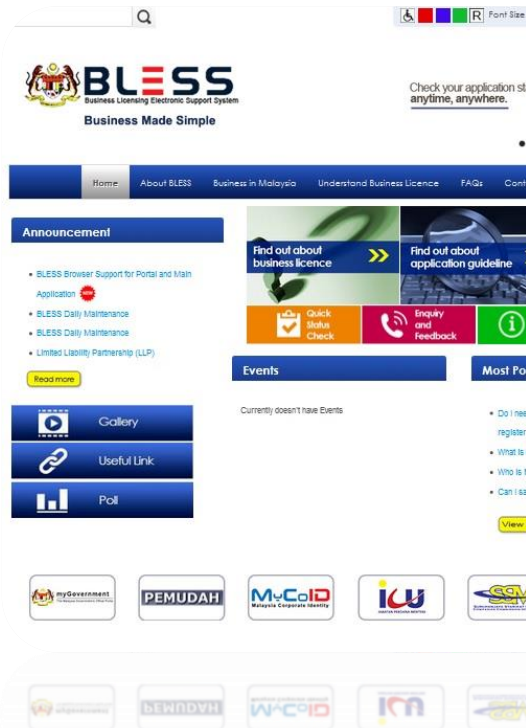 R Font Size
BLESS
Business Licensing Electronic Support System
Business Made Simple
Check your application
anytime, anywhere.
Home About BLESS Business in Malaysia Understand Business Licence FAQs
Announcement
BLESS Browser Support for Portal and Main
Application NEW
BLESS Daily Maintenance
BLESS Daily Maintenance
Limited Liability Partnership (LLP)
Read more
Find out about
business licence
Find out about
application guideline
Quick
Status
Check
Enquiry
and
Feedback
Events
Currently doesn't have Events
Most
Do I
What is
Who is
Can I
View
Gallery
Useful Link
Poll
myGovernment
PEMUDAH
MyCoID
Malaysia Corporate Identity
ICU
SSM